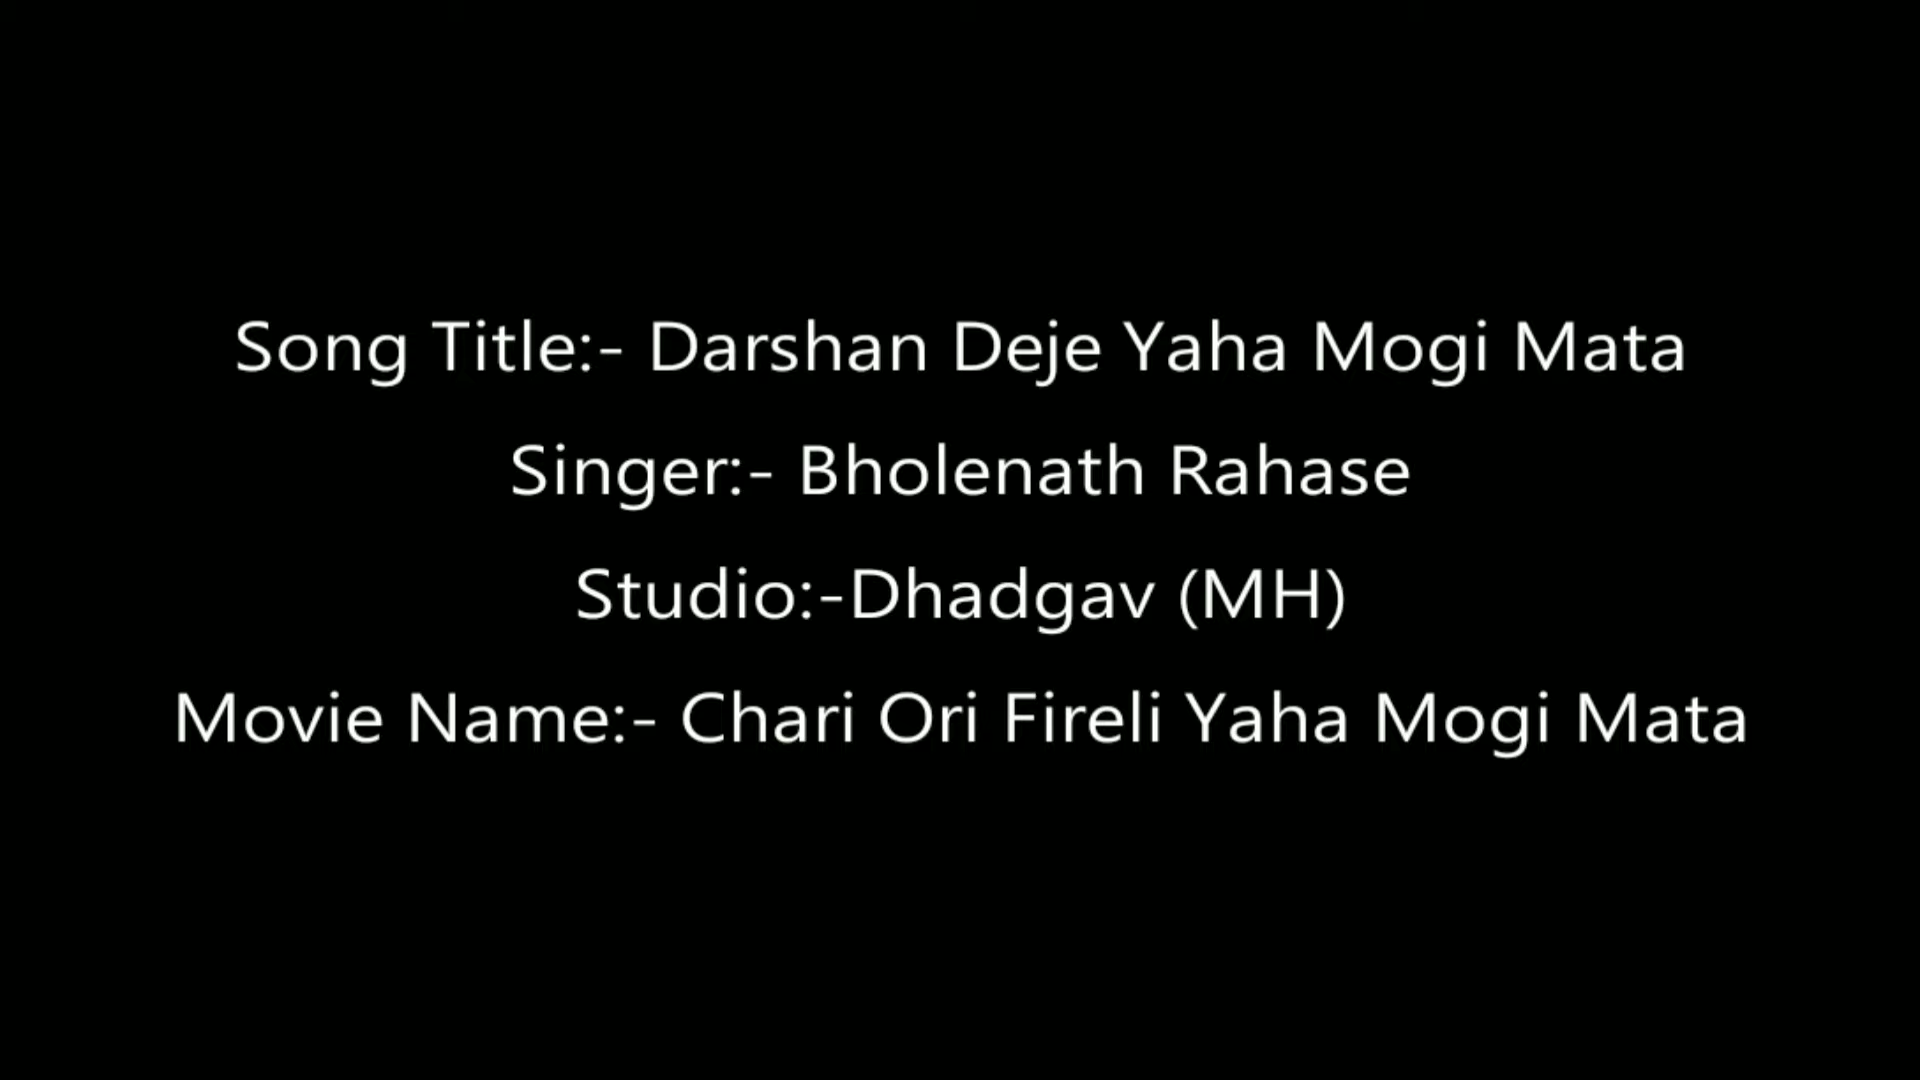 Song Title:- Darshan Deje Yaha Mogi Mata
Singer:- Bholenath Rahase
Studio:-Dhadgav (MH)
Movie Name:- Chari Ori Fireli Yaha Mogi Mata